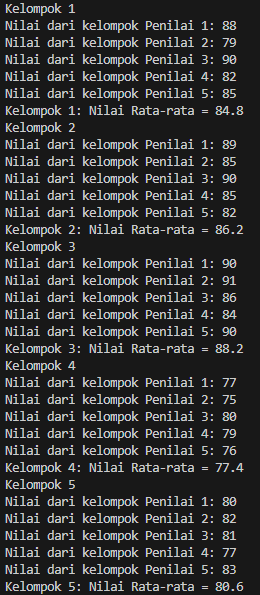 Kelompok 1
Nilai dari kelompok Penilai 1: 88
Nilai dari kelompok Penilai 2: 79
Nilai dari kelompok Penilai 3: 90
Nilai dari kelompok Penilai 4: 82
Nilai dari kelompok Penilai 5: 85
Kelompok 1: Nilai Rata-rata = 84.8
Kelompok 2
Nilai dari kelompok Penilai 1: 89
Nilai dari kelompok Penilai 2: 85
Nilai dari kelompok Penilai 3: 90
Nilai dari kelompok Penilai 4: 85
Nilai dari kelompok Penilai 5: 82
Kelompok 2: Nilai Rata-rata = 86.2
Kelompok 3
Nilai dari kelompok Penilai 1: 90
Nilai dari kelompok Penilai 2: 91
Nilai dari kelompok Penilai 3: 86
Nilai dari kelompok Penilai 4: 84
Nilai dari kelompok Penilai 5: 90
Kelompok 3: Nilai Rata-rata = 88.2
Kelompok 4
Nilai dari kelompok Penilai 1: 77
Nilai dari kelompok Penilai 2: 75
Nilai dari kelompok Penilai 3: 80
Nilai dari kelompok Penilai 4: 79
Nilai dari kelompok Penilai 5: 76
Kelompok 4: Nilai Rata-rata = 77.4
Kelompok 5
Nilai dari kelompok Penilai 1: 80
Nilai dari kelompok Penilai 2: 82
Nilai dari kelompok Penilai 3: 81
Nilai dari kelompok Penilai 4: 77
Nilai dari kelompok Penilai 5: 83
Kelompok 5: Nilai Rata-rata = 80.6